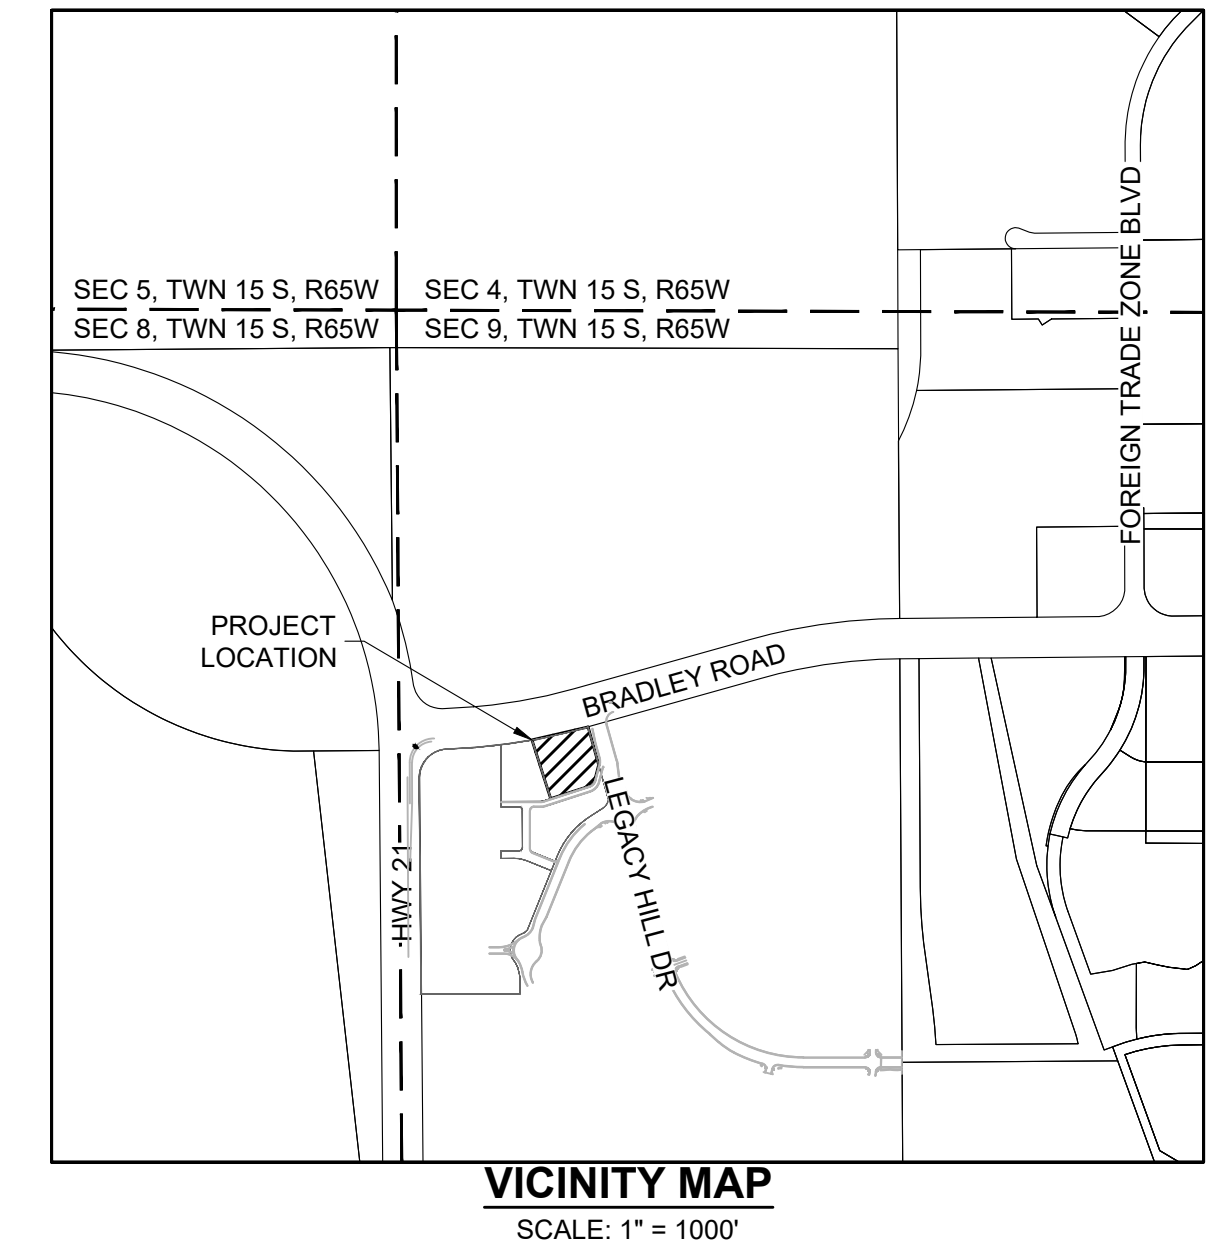 FOREIGN TRADE ZONE BLVD
SEC 5, TWN 15 S, R65W
SEC 4, TWN 15 S, R65W
SEC 8, TWN 15 S, R65W
SEC 9, TWN 15 S, R65W
PROJECT
LOCATION
BRADLEY ROAD
LEGACY HILL DR
HWY 21
VICINITY MAP
SCALE: 1" = 1000'